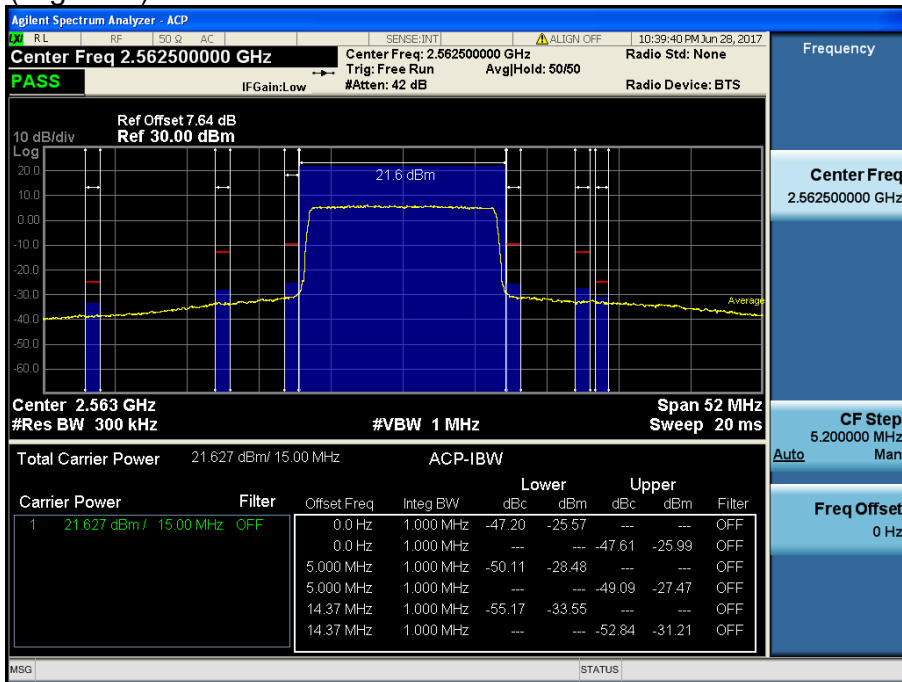 Agilent Spectrum Analyzer - ACP
LXI RL RF 50 Ω AC SENSE:INT ALIGN OFF 10:39:40 PM Jun 28, 2017
Center Freq 2.562500000 GHz
Center Freq: 2.562500000 GHz Radio Std: None
Trig: Free Run Avg|Hold: 50/50
PASS IFGain:Low #Atten: 42 dB Radio Device: BTS
Ref Offset 7.64 dB
10 dB/div Ref 30.00 dBm
Log
20.0
10.0
0.00
-10.0
-20.0
-30.0
-40.0
-50.0
-60.0
21.6 dBm
Average
Center 2.563 GHz Span 52 MHz
#Res BW 300 kHz #VBW 1 MHz Sweep 20 ms
Total Carrier Power 21.627 dBm/ 15.00 MHz ACP-IBW
Lower Upper
Carrier Power Filter Offset Freq Integ BW dBc dBm dBc dBm Filter
1 21.627 dBm / 15.00 MHz OFF 0.0 Hz 1.000 MHz -47.20 -25.57 --- --- OFF
0.0 Hz 1.000 MHz --- --- -47.61 -25.99 OFF
5.000 MHz 1.000 MHz -50.11 -28.48 --- --- OFF
5.000 MHz 1.000 MHz --- --- -49.09 -27.47 OFF
14.37 MHz 1.000 MHz -55.17 -33.55 --- --- OFF
14.37 MHz 1.000 MHz --- --- -52.84 -31.21 OFF
MSG STATUS
Frequency
Center Freq
2.562500000 GHz
CF Step
5.200000 MHz
Auto Man
Freq Offset
0 Hz